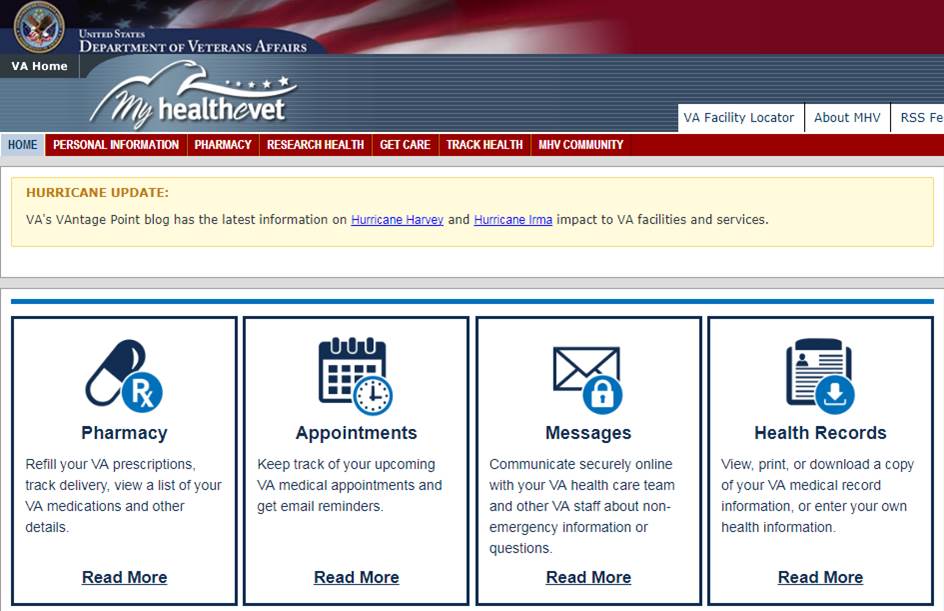 UNITED STATES
DEPARTMENT OF VETERANS AFFAIRS
VA Home
My healthevet
VA Facility Locator
About MHV
RSS Fe
HOME
PERSONAL INFORMATION
PHARMACY
RESEARCH HEALTH
GET CARE
TRACK HEALTH
MHV COMMUNITY
HURRICANE UPDATE:
VA's VAntage Point blog has the latest information on Hurricane Harvey and Hurricane Irma impact to VA facilities and services.
Rx
Pharmacy
Refill your VA prescriptions,
track delivery, view a list of your
VA medications and other
details.
Read More
Appointments
Keep track of your upcoming
VA medical appointments and
get email reminders.
Read More
Messages
Communicate securely online
with your VA health care team
and other VA staff about non-
emergency information or
questions.
Read More
Health Records
View, print, or download a copy
of your VA medical record
information, or enter your own
health information.
Read More